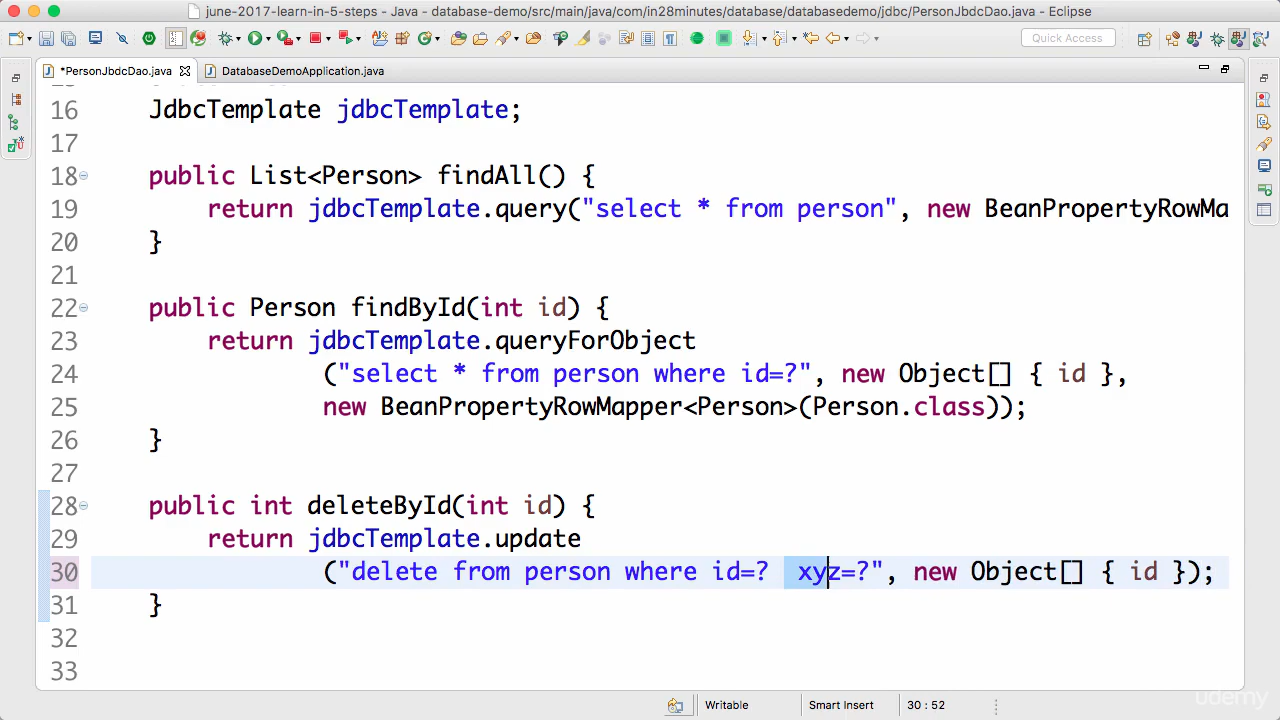 june-2017-learn-in-5-steps - Java - database-demo/src/main/java/com/in28minutes/database/databasedemo/jdbc/PersonJbdcDao.java - Eclipse
Quick Access
*PersonJbdcDao.java
DatabaseDemoApplication.java
16 JdbcTemplate jdbcTemplate;
17
18 public List<Person> findAll() {
19 return jdbcTemplate.query("select * from person", new BeanPropertyRowMa
20 }
21
22 public Person findById(int id) {
23 return jdbcTemplate.queryForObject
24 ("select * from person where id=?", new Object[] { id },
25 new BeanPropertyRowMapper<Person>(Person.class));
26 }
27
28 public int deleteById(int id) {
29 return jdbcTemplate.update
30 ("delete from person where id=?  xyz=?", new Object[] { id });
31 }
32
33
Writable
Smart Insert
30 : 52
udemy